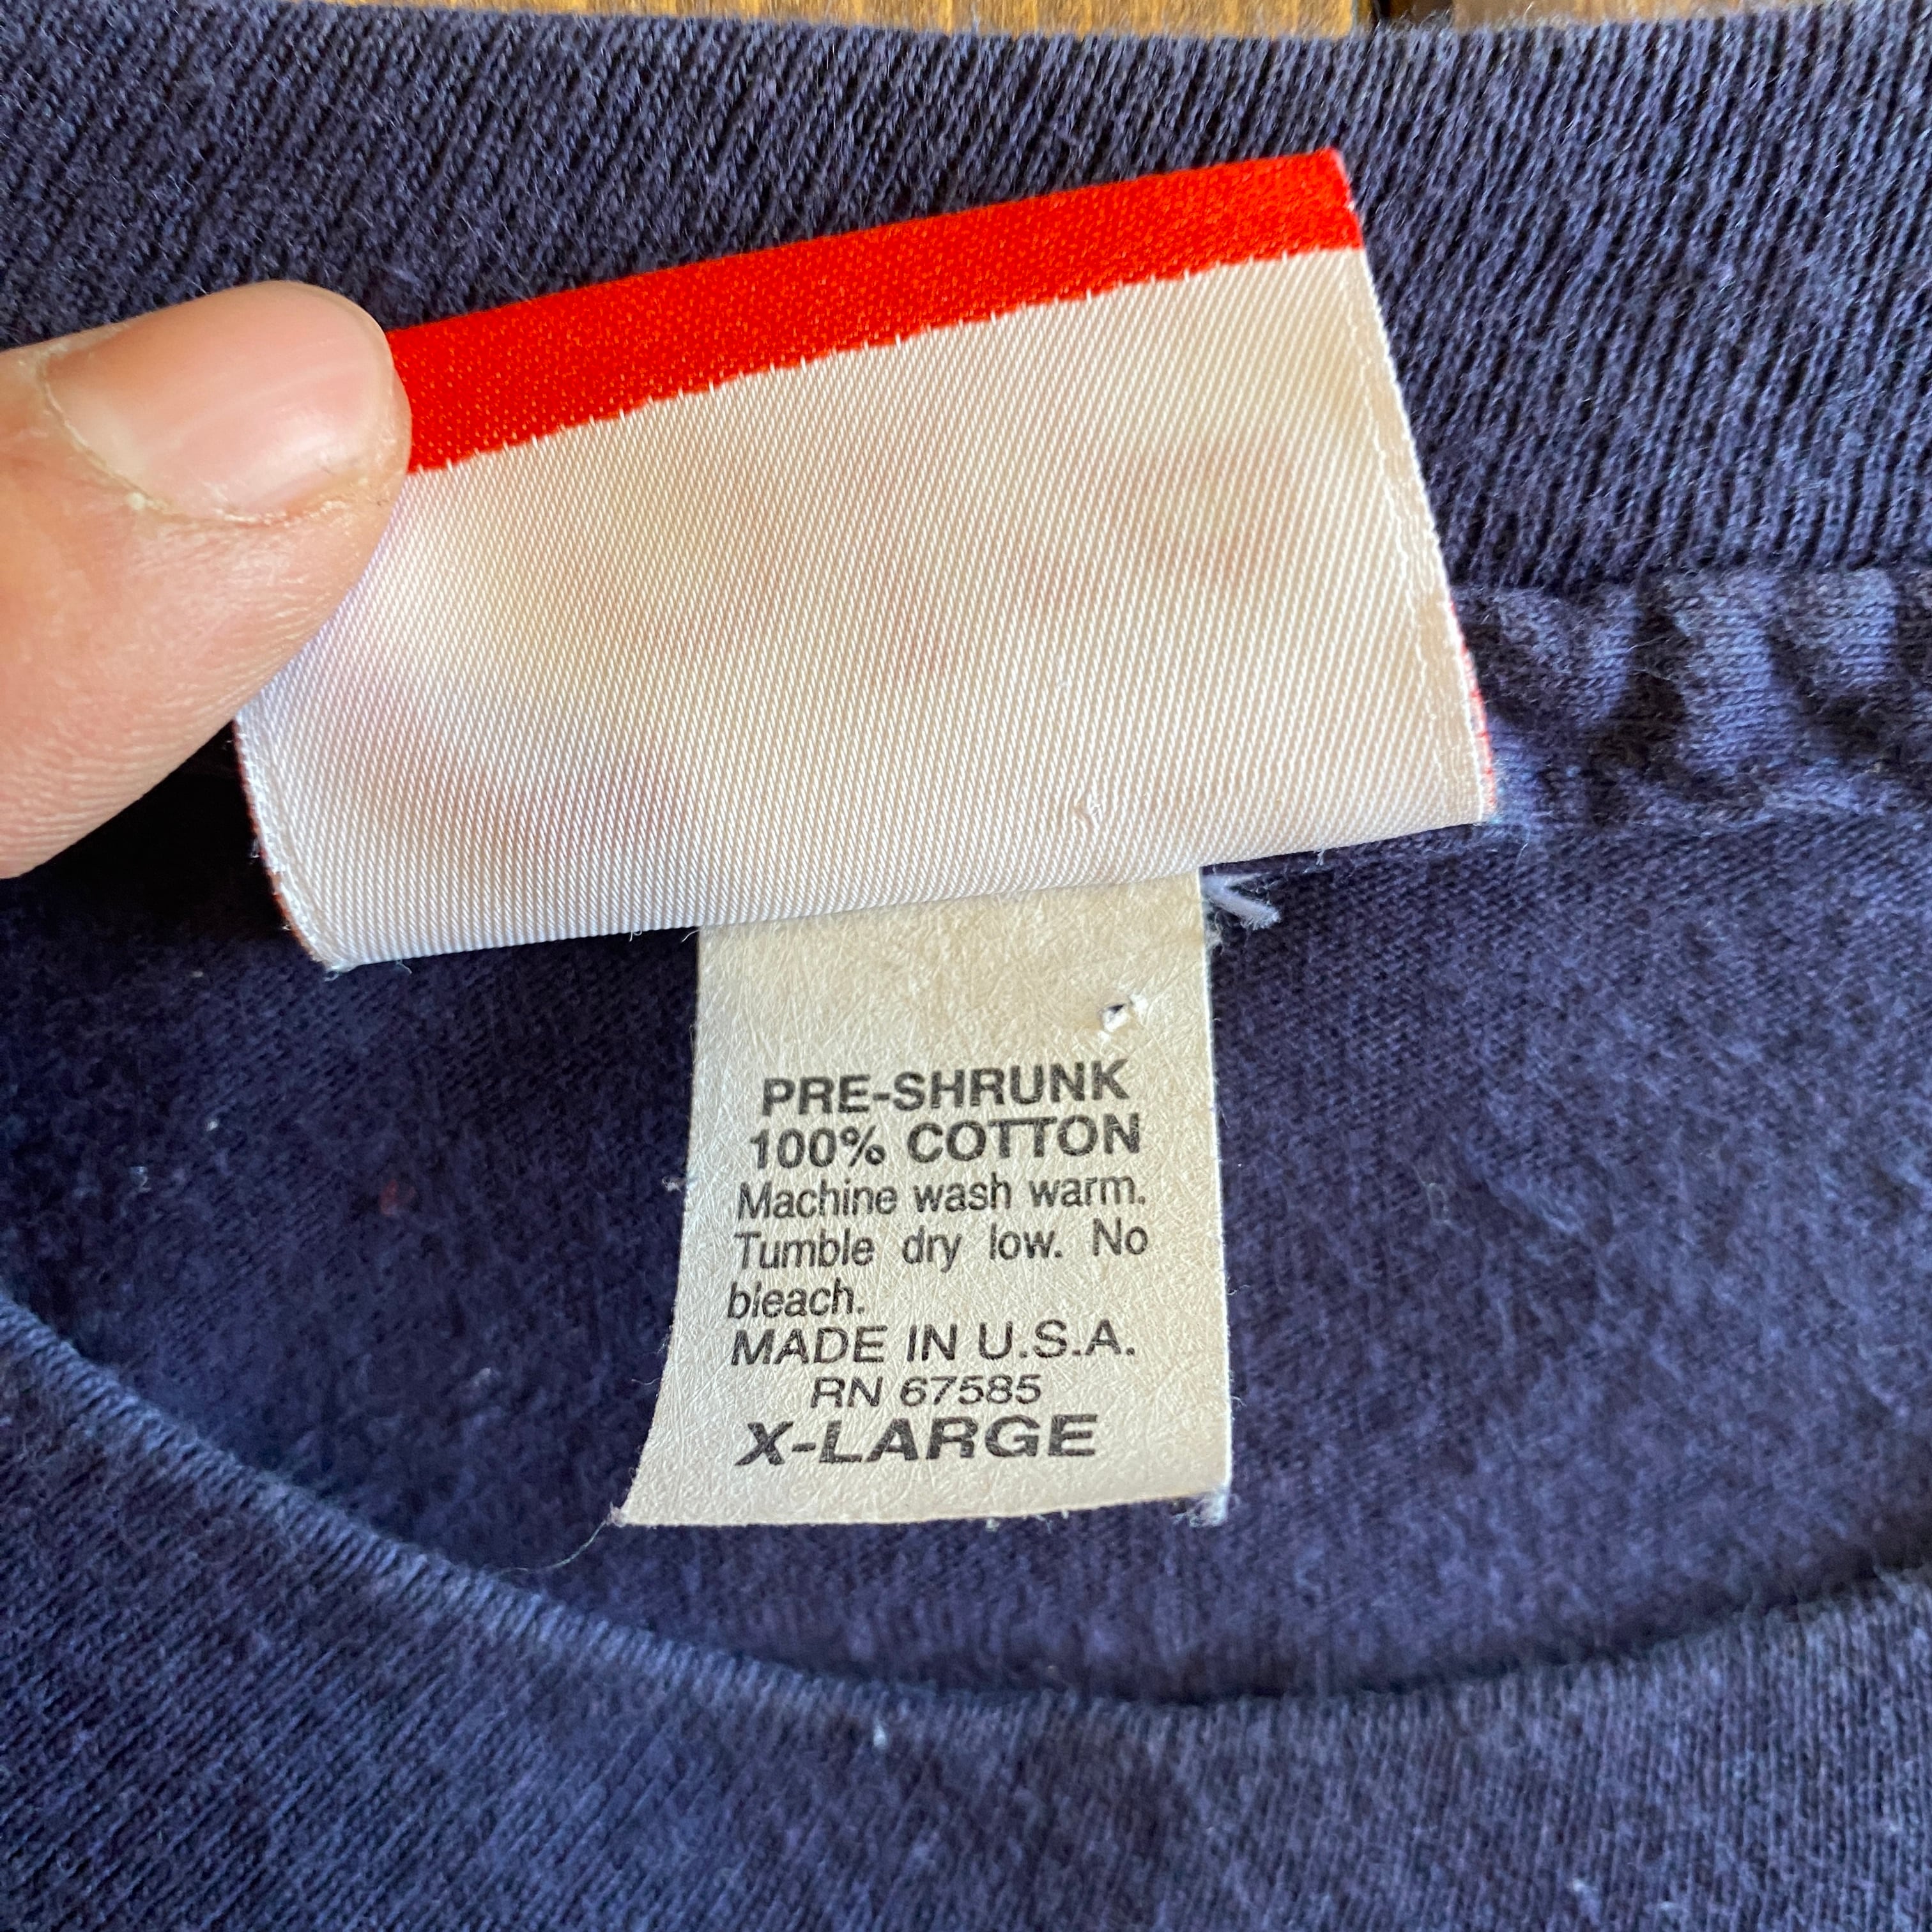 PRE-SHRUNK
100% COTTON
Machine wash warm.
Tumble dry low. No
bleach.
MADE IN U.S.A.
RN 67585
X-LARGE